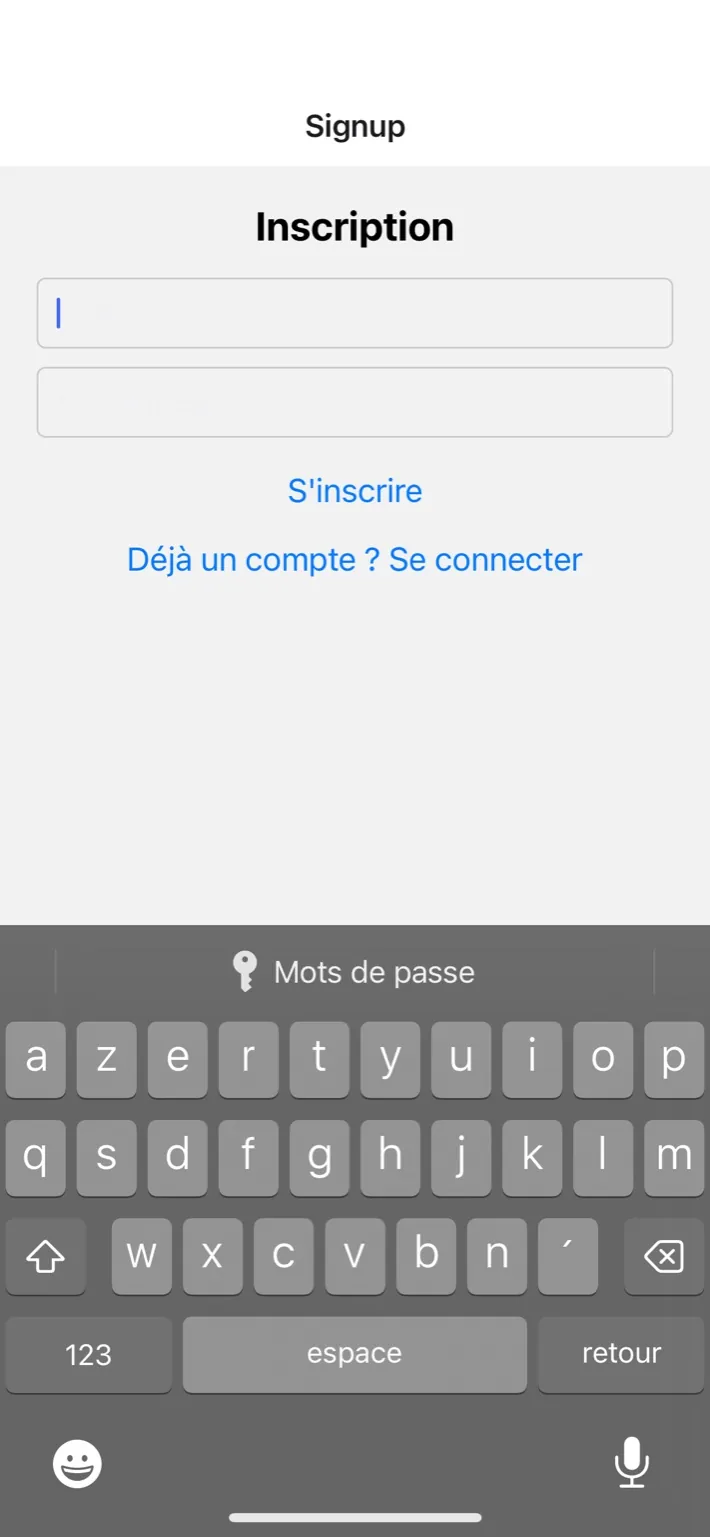 Signup
Inscription
S'inscrire
Déjà un compte ? Se connecter
Mots de passe
a z e r t y u i o p
q s d f g h j k l m
w x c v b n ´
123 espace retour